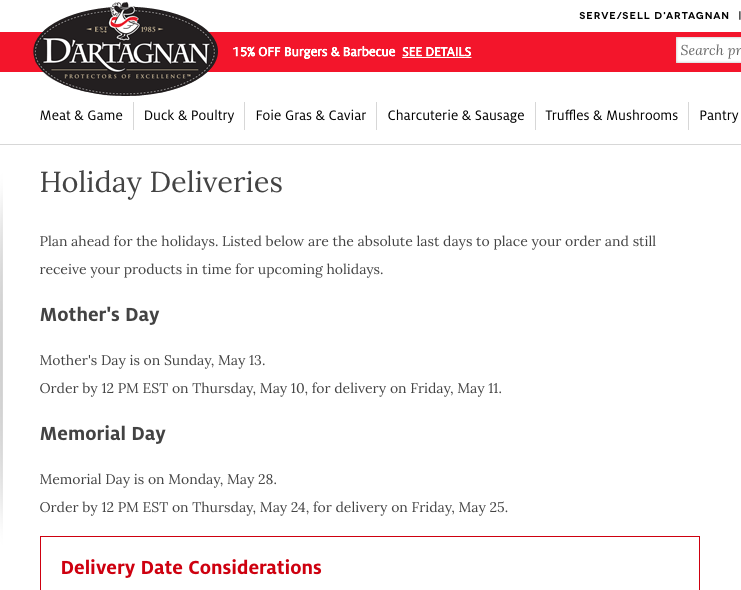 SERVE/SELL D'ARTAGNAN |
EST 1985
D'ARTAGNAN
PROTECTORS OF EXCELLENCE™
15% OFF Burgers & Barbecue SEE DETAILS
Search pr
Meat & Game
Duck & Poultry
Foie Gras & Caviar
Charcuterie & Sausage
Truffles & Mushrooms
Pantry
Holiday Deliveries
Plan ahead for the holidays. Listed below are the absolute last days to place your order and still
receive your products in time for upcoming holidays.
Mother's Day
Mother's Day is on Sunday, May 13.
Order by 12 PM EST on Thursday, May 10, for delivery on Friday, May 11.
Memorial Day
Memorial Day is on Monday, May 28.
Order by 12 PM EST on Thursday, May 24, for delivery on Friday, May 25.
Delivery Date Considerations